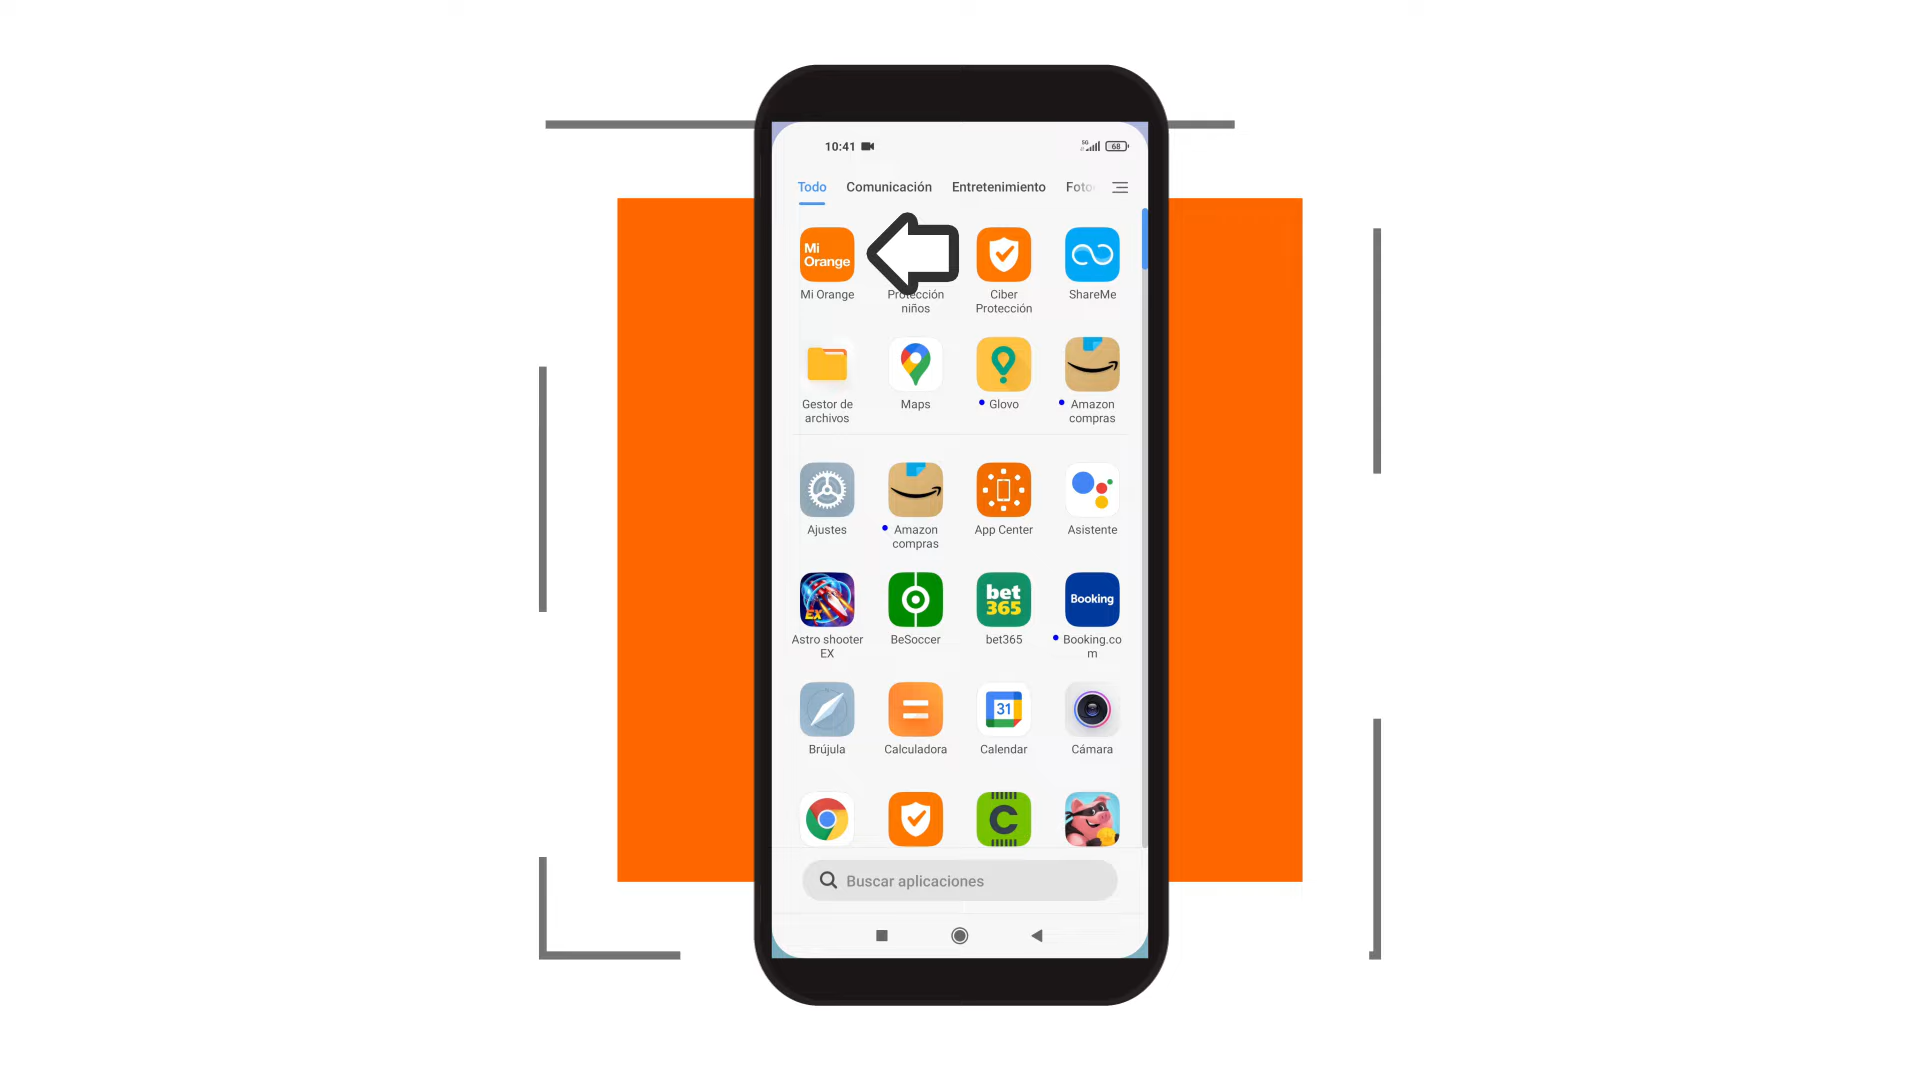 10:41
5G
68
Todo Comunicación Entretenimiento Foto
Mi
Orange
Mi Orange
Protección
niños
Ciber
Protección
ShareMe
Gestor de
archivos
Maps
Glovo
Amazon
compras
Ajustes
Amazon
compras
App Center
Asistente
EX
Astro shooter
EX
BeSoccer
bet
365
bet365
Booking
Booking.co
m
Brújula
Calculadora
31
Calendar
Cámara
C
Buscar aplicaciones